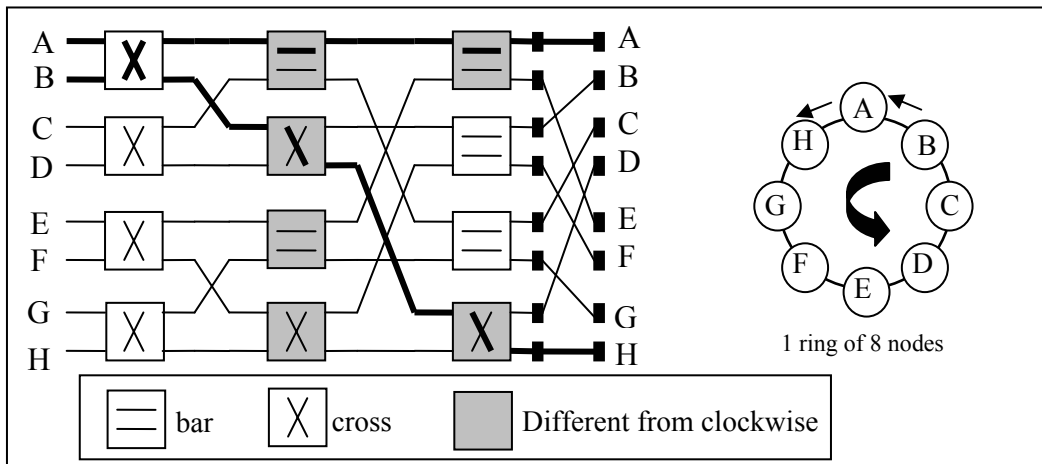 A
B
C
D
E
F
G
H
A
B
C
D
E
F
G
H
A
B
C
D
E
F
G
H
1 ring of 8 nodes
bar
cross
Different from clockwise